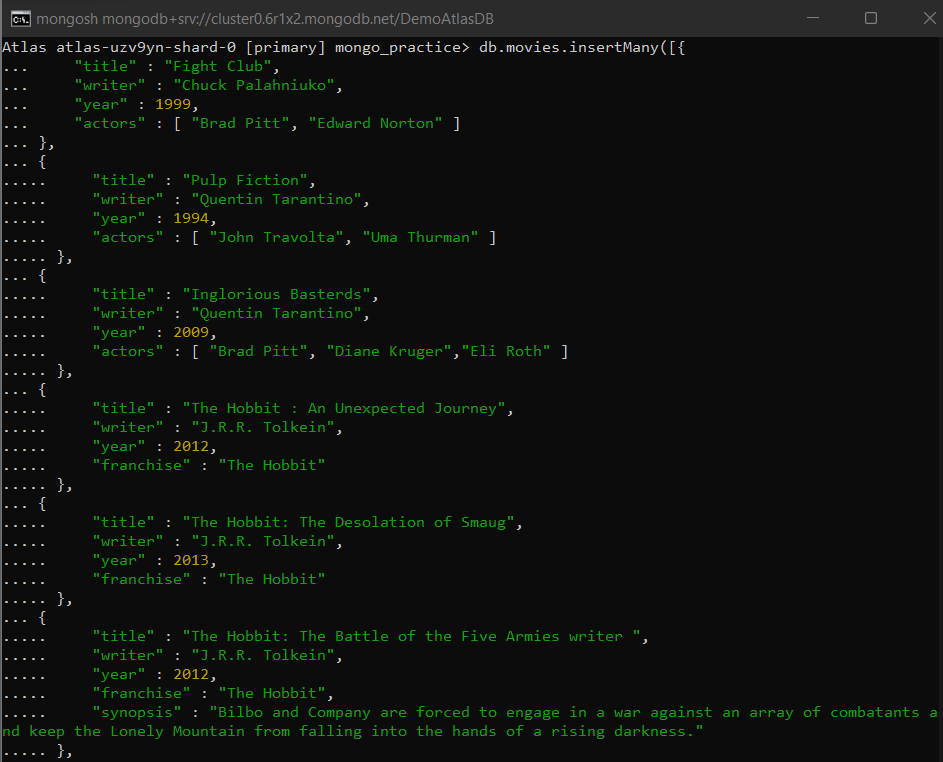 mongosh mongodb+srv://cluster0.6r1x2.mongodb.net/DemoAtlasDB
Atlas atlas-uzv9yn-shard-0 [primary] mongo_practice> db.movies.insertMany([{
...     "title" : "Fight Club",
...     "writer" : "Chuck Palahniuko",
...     "year" : 1999,
...     "actors" : [ "Brad Pitt", "Edward Norton" ]
... },
... {
.....     "title" : "Pulp Fiction",
.....     "writer" : "Quentin Tarantino",
.....     "year" : 1994,
.....     "actors" : [ "John Travolta", "Uma Thurman" ]
..... },
... {
.....     "title" : "Inglorious Basterds",
.....     "writer" : "Quentin Tarantino",
.....     "year" : 2009,
.....     "actors" : [ "Brad Pitt", "Diane Kruger","Eli Roth" ]
..... },
... {
.....     "title" : "The Hobbit : An Unexpected Journey",
.....     "writer" : "J.R.R. Tolkein",
.....     "year" : 2012,
.....     "franchise" : "The Hobbit"
..... },
... {
.....     "title" : "The Hobbit: The Desolation of Smaug",
.....     "writer" : "J.R.R. Tolkein",
.....     "year" : 2013,
.....     "franchise" : "The Hobbit"
..... },
... {
.....     "title" : "The Hobbit: The Battle of the Five Armies writer ",
.....     "writer" : "J.R.R. Tolkein",
.....     "year" : 2012,
.....     "franchise" : "The Hobbit",
.....     "synopsis" : "Bilbo and Company are forced to engage in a war against an array of combatants a
nd keep the Lonely Mountain from falling into the hands of a rising darkness."
..... },